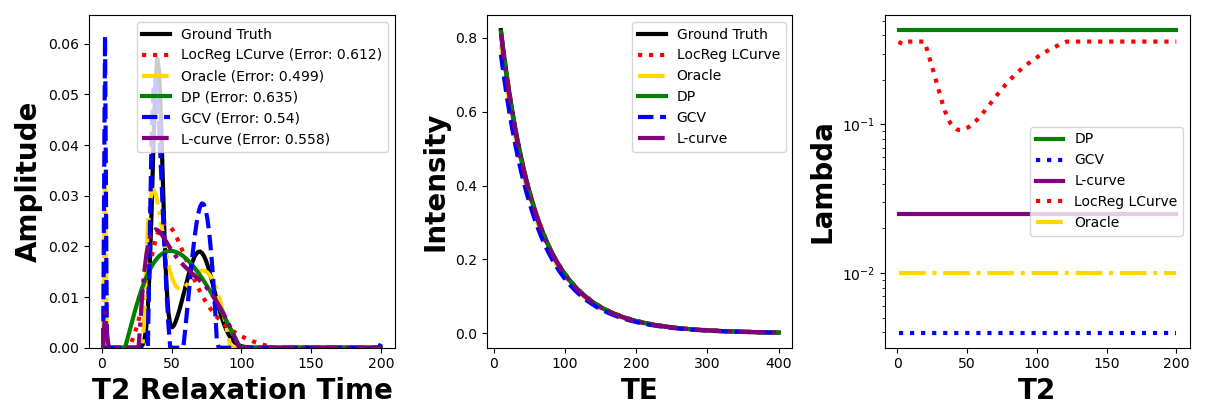 Amplitude
0.06
0.05
0.04
0.03
0.02
0.01
0.00
0
50
100
150
200
T2 Relaxation Time
Ground Truth
LocReg LCurve (Error: 0.612)
Oracle (Error: 0.499)
DP (Error: 0.635)
GCV (Error: 0.54)
L-curve (Error: 0.558)
Intensity
0.8
0.6
0.4
0.2
0.0
0
100
200
300
400
TE
Ground Truth
LocReg LCurve
Oracle
DP
GCV
L-curve
Lambda
10⁻¹
10⁻²
0
50
100
150
200
T2
DP
GCV
L-curve
LocReg LCurve
Oracle